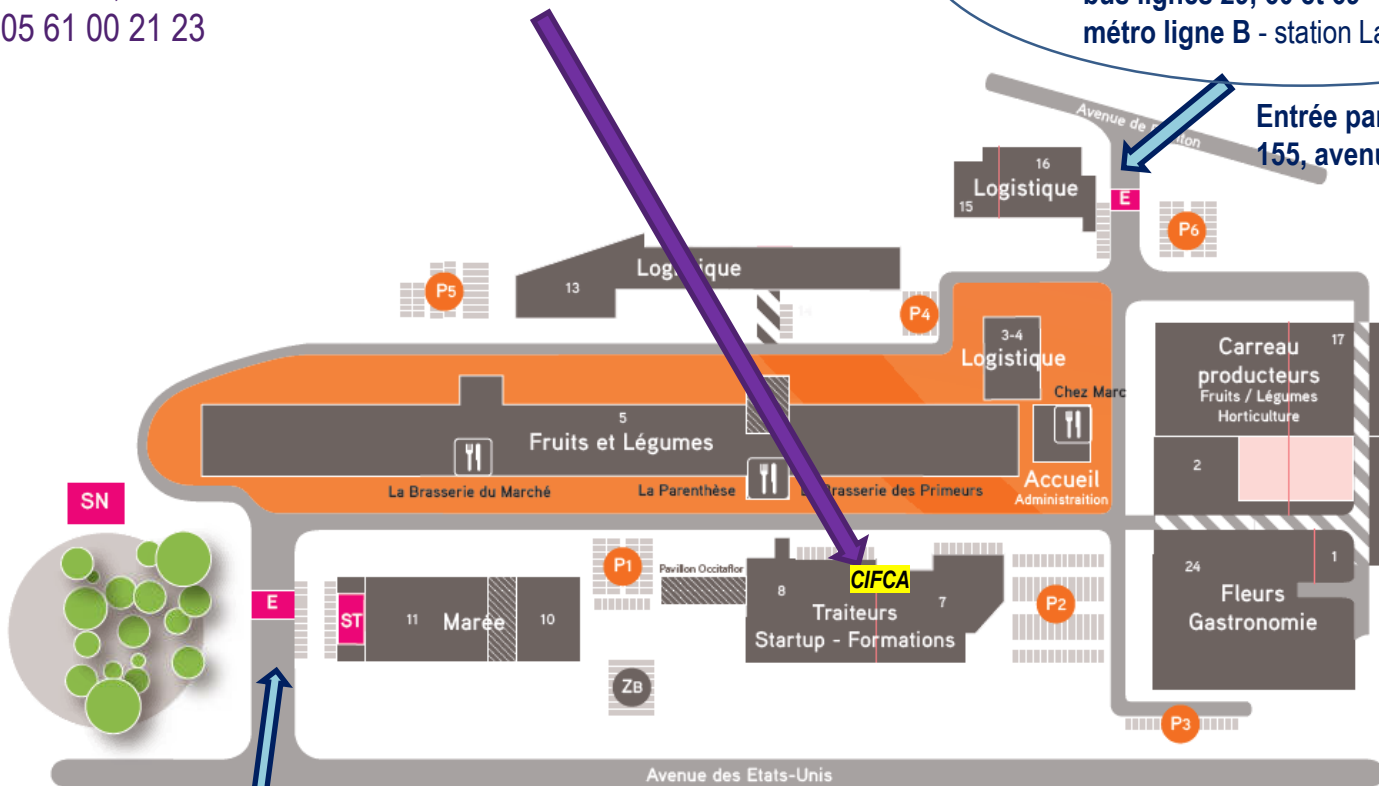 05 61 00 21 23
métro ligne B - station La
Entrée par
155, avenu
Avenue de
16
Logistique
15
E
P6
Logistique
13
P5
P4
3-4
Logistique
Chez Marc
Carreau
producteurs
Fruits / Légumes
Horticulture
17
5
Fruits et Légumes
2
La Brasserie du Marché
La Parenthèse
Brasserie des Primeurs
Accueil
Administraition
SN
E
ST
11
Marée
10
P1
Pavillon Occitaflor
CIFCA
8
7
Traiteurs
Startup - Formations
P2
24
1
Fleurs
Gastronomie
ZB
P3
Avenue des Etats-Unis